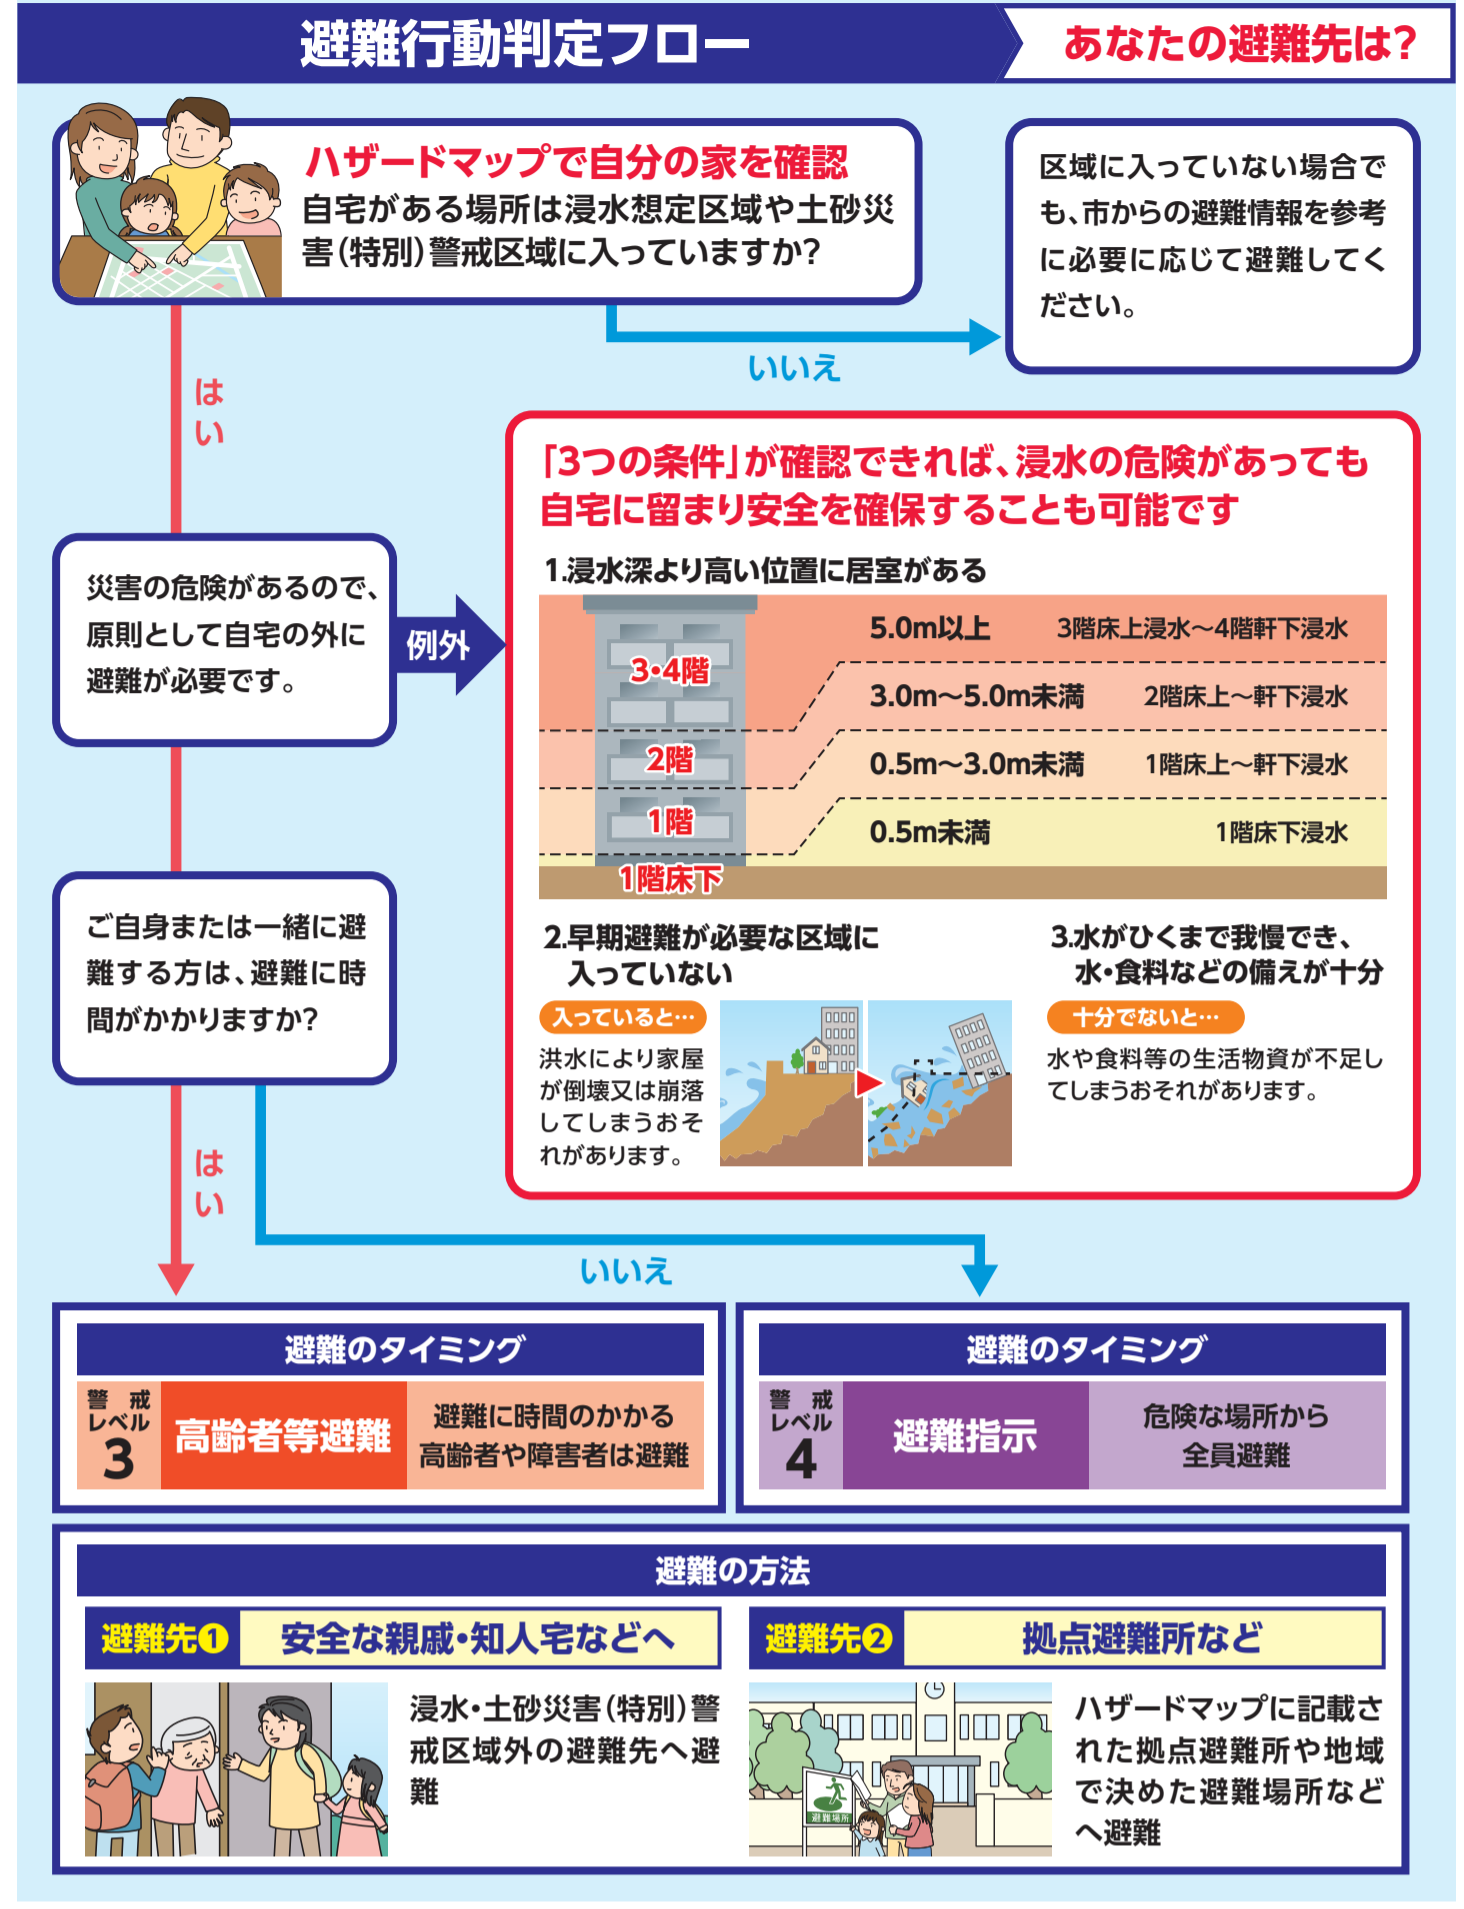 避難行動判定フロー
あなたの避難先は?
ハザードマップで自分の家を確認
自宅がある場所は浸水想定区域や土砂災
害(特別)警戒区域に入っていますか?
区域に入っていない場合で
も、市からの避難情報を参考
に必要に応じて避難してく
ださい。
いいえ
はい
災害の危険があるので、
原則として自宅の外に
避難が必要です。
例外
「3つの条件」が確認できれば、浸水の危険があっても
自宅に留まり安全を確保することも可能です
1.浸水深より高い位置に居室がある
3・4階
2階
1階
1階床下
5.0m以上 3階床上浸水〜4階軒下浸水
3.0m〜5.0m未満 2階床上〜軒下浸水
0.5m〜3.0m未満 1階床上〜軒下浸水
0.5m未満 1階床下浸水
2.早期避難が必要な区域に
入っていない
入っていると…
洪水により家屋
が倒壊又は崩落
してしまうおそ
れがあります。
3.水がひくまで我慢でき、
水・食料などの備えが十分
十分でないと…
水や食料等の生活物資が不足し
てしまうおそれがあります。
ご自身または一緒に避
難する方は、避難に時
間がかかりますか?
はい
いいえ
避難のタイミング
警戒
レベル
3
高齢者等避難
避難に時間のかかる
高齢者や障害者は避難
避難のタイミング
警戒
レベル
4
避難指示
危険な場所から
全員避難
避難の方法
避難先❶ 安全な親戚・知人宅などへ
浸水・土砂災害(特別)警
戒区域外の避難先へ避
難
避難先❷ 拠点避難所など
避難場所
ハザードマップに記載さ
れた拠点避難所や地域
で決めた避難場所など
へ避難